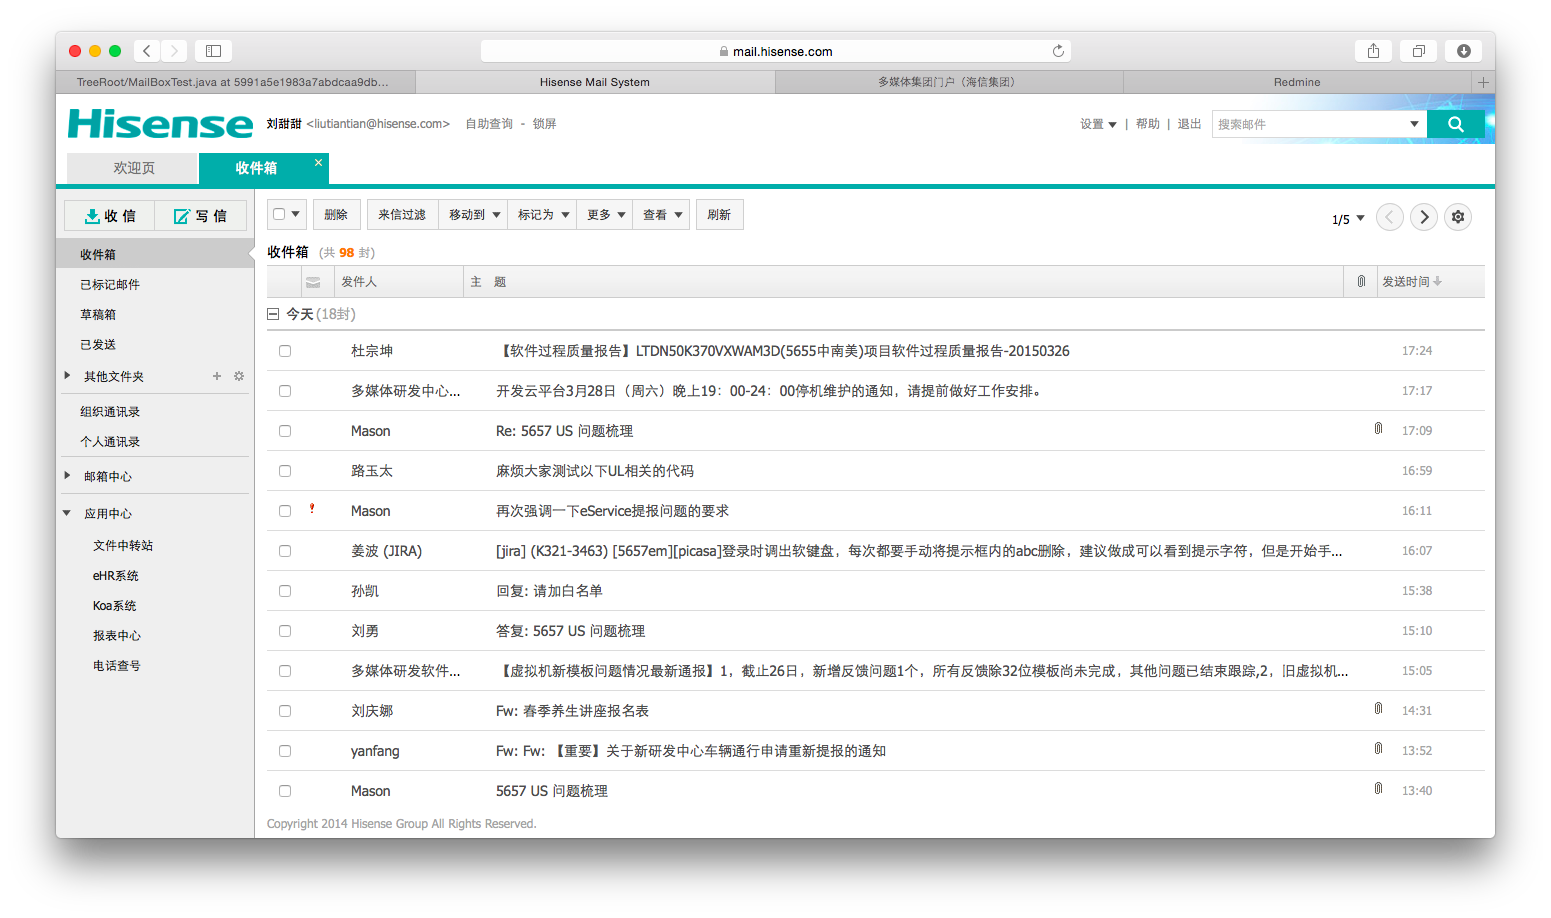 mail.hisense.com
TreeRoot/MailBoxTest.java at 5991a5e1983a7abdcaa9db... Hisense Mail System 多媒体集团门户（海信集团） Redmine
Hisense 刘甜甜 <liutiantian@hisense.com> 自助查询 - 锁屏 设置 | 帮助 | 退出 搜索邮件
欢迎页 收件箱
收 信 写 信
删除 来信过滤 移动到 标记为 更多 查看 刷新 1/5
收件箱
已标记邮件
草稿箱
已发送
其他文件夹
组织通讯录
个人通讯录
邮箱中心
应用中心
文件中转站
eHR系统
Koa系统
报表中心
电话查号
收件箱 (共 98 封)
发件人 主 题 发送时间
今天(18封)
杜宗坤 【软件过程质量报告】LTDN50K370VXWAM3D(5655中南美)项目软件过程质量报告-20150326 17:24
多媒体研发中心... 开发云平台3月28日（周六）晚上19：00-24：00停机维护的通知，请提前做好工作安排。 17:17
Mason Re: 5657 US 问题梳理 17:09
路玉太 麻烦大家测试以下UL相关的代码 16:59
Mason 再次强调一下eService提报问题的要求 16:11
姜波 (JIRA) [jira] (K321-3463) [5657em][picasa]登录时调出软键盘，每次都要手动将提示框内的abc删除，建议做成可以看到提示字符，但是开始手... 16:07
孙凯 回复: 请加白名单 15:38
刘勇 答复: 5657 US 问题梳理 15:10
多媒体研发软件... 【虚拟机新模板问题情况最新通报】1，截止26日，新增反馈问题1个，所有反馈除32位模板尚未完成，其他问题已结束跟踪,2，旧虚拟机... 15:05
刘庆娜 Fw: 春季养生讲座报名表 14:31
yanfang Fw: Fw: 【重要】关于新研发中心车辆通行申请重新提报的通知 13:52
Mason 5657 US 问题梳理 13:40
Copyright 2014 Hisense Group All Rights Reserved.